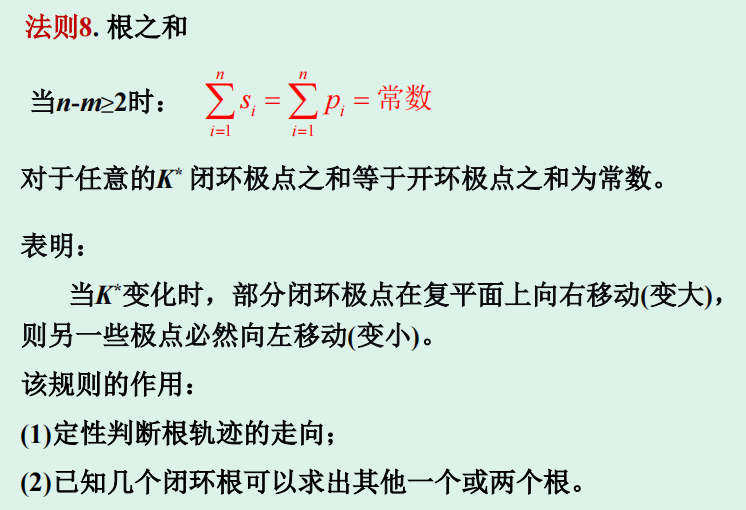 法则8. 根之和
当n-m≥2时： $\sum_{i=1}^{n} s_i = \sum_{i=1}^{n} p_i = 常数$
对于任意的K* 闭环极点之和等于开环极点之和为常数。
表明：
当K*变化时，部分闭环极点在复平面上向右移动(变大)，
则另一些极点必然向左移动(变小)。
该规则的作用：
(1)定性判断根轨迹的走向；
(2)已知几个闭环根可以求出其他一个或两个根。